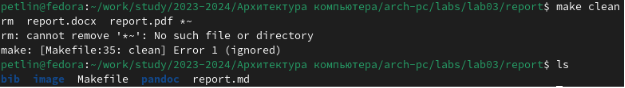 petlin@fedora:~/work/study/2023-2024/Архитектура компьютера/arch-pc/labs/lab03/report$ make clean
rm  report.docx  report.pdf *~
rm: cannot remove '*~': No such file or directory
make: [Makefile:35: clean] Error 1 (ignored)
petlin@fedora:~/work/study/2023-2024/Архитектура компьютера/arch-pc/labs/lab03/report$ ls
bib  image  Makefile  pandoc  report.md